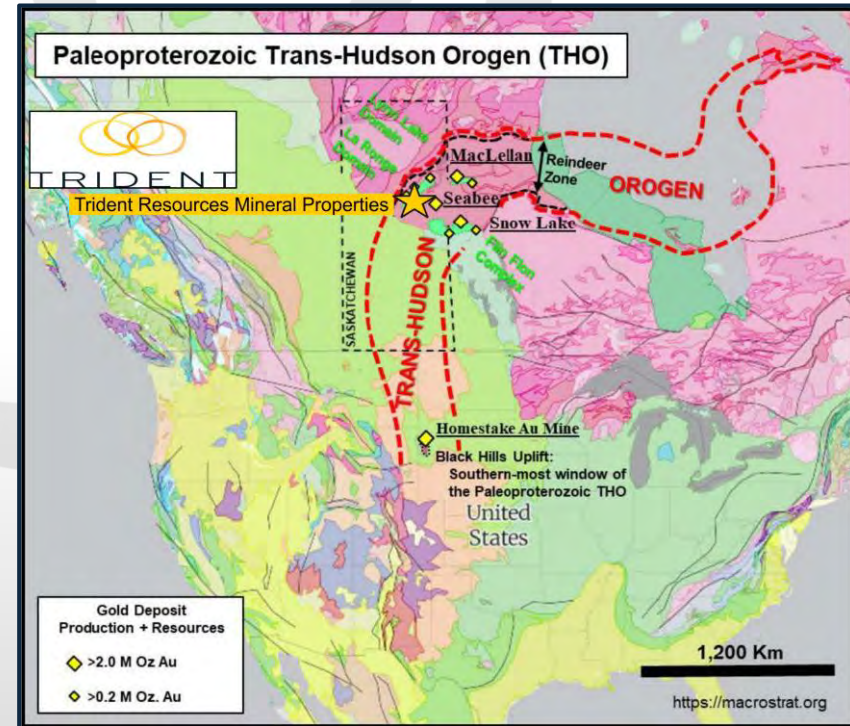 Paleoproterozoic Trans-Hudson Orogen (THO)
TRIDENT
Trident Resources Mineral Properties
Lynn Lake
Domain
La Ronge
Domain
MacLellan
Seabee
Snow Lake
Reindeer
Zone
OROGEN
Flin Flon
Complex
SASKATCHEWAN
TRANS-HUDSON
Homestake Au Mine
Black Hills Uplift:
Southern-most window of
the Paleoproterozoic THO
United
States
Gold Deposit
Production + Resources
>2.0 M Oz Au
>0.2 M Oz. Au
1,200 Km
https://macrostrat.org